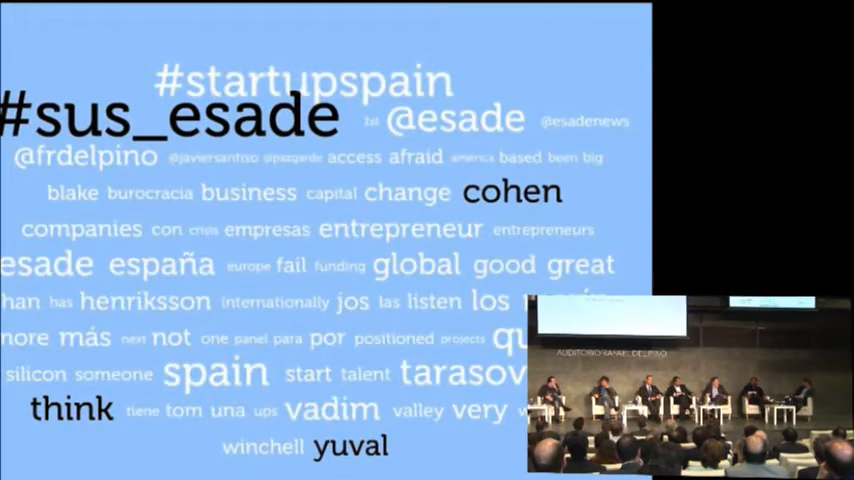 #startupspain
#sus_esade 1st @esade @esadenews
@frdelpino @javiersantiso @pazgarde access afraid america based been big
blake burocracia business capital change cohen
companies con crisis empresas entrepreneur entrepreneurs
esade españa europe fail funding global good great
han has henriksson internationally jos las listen los
more más next not one panel para por positioned projects
silicon someone spain start talent tarasov
think tiene tom una ups vadim valley very
winchell yuval
AUDITORIO RAFAEL DEL PINO